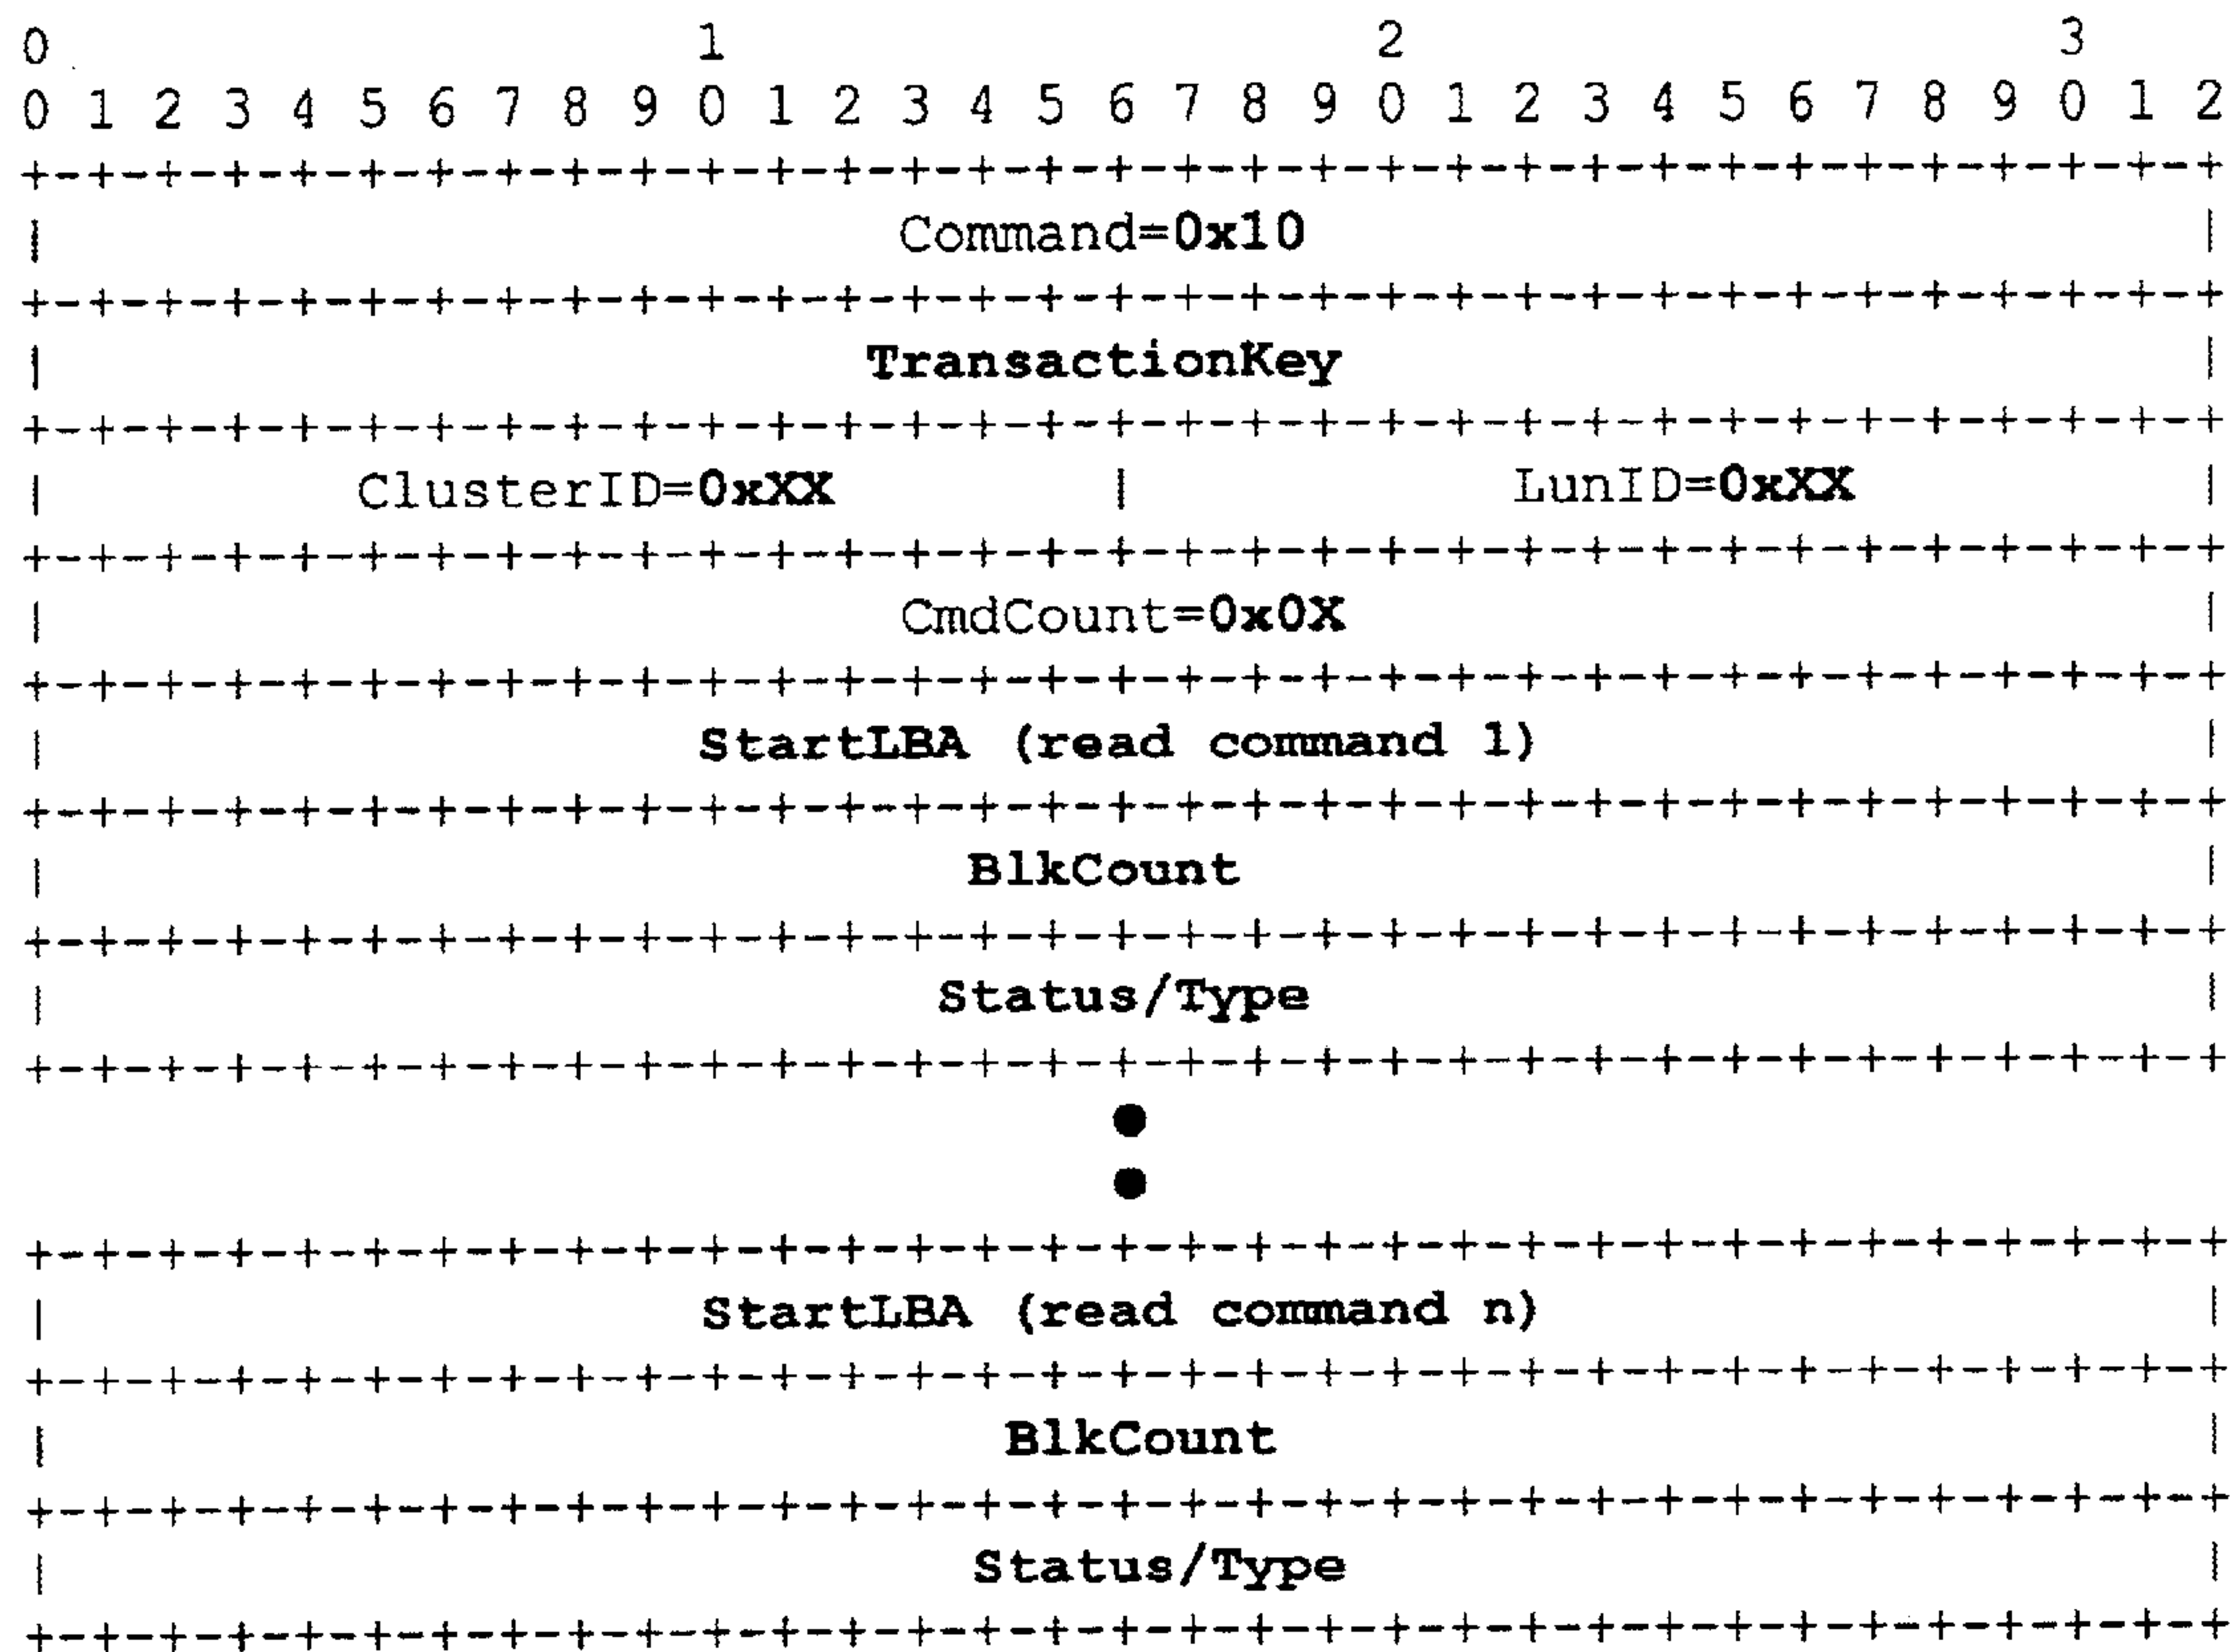 0 1 2 3
0 1 2 3 4 5 6 7 8 9 0 1 2 3 4 5 6 7 8 9 0 1 2 3 4 5 6 7 8 9 0 1 2
+-+-+-+-+-+-+-+-+-+-+-+-+-+-+-+-+-+-+-+-+-+-+-+-+-+-+-+-+-+-+-+-+
| Command=0x10 |
+-+-+-+-+-+-+-+-+-+-+-+-+-+-+-+-+-+-+-+-+-+-+-+-+-+-+-+-+-+-+-+-+
| TransactionKey |
+-+-+-+-+-+-+-+-+-+-+-+-+-+-+-+-+-+-+-+-+-+-+-+-+-+-+-+-+-+-+-+-+
| ClusterID=0xXX | LunID=0xXX |
+-+-+-+-+-+-+-+-+-+-+-+-+-+-+-+-+-+-+-+-+-+-+-+-+-+-+-+-+-+-+-+-+
| CmdCount=0x0X |
+-+-+-+-+-+-+-+-+-+-+-+-+-+-+-+-+-+-+-+-+-+-+-+-+-+-+-+-+-+-+-+-+
| StartLBA (read command 1) |
+-+-+-+-+-+-+-+-+-+-+-+-+-+-+-+-+-+-+-+-+-+-+-+-+-+-+-+-+-+-+-+-+
| BlkCount |
+-+-+-+-+-+-+-+-+-+-+-+-+-+-+-+-+-+-+-+-+-+-+-+-+-+-+-+-+-+-+-+-+
| Status/Type |
+-+-+-+-+-+-+-+-+-+-+-+-+-+-+-+-+-+-+-+-+-+-+-+-+-+-+-+-+-+-+-+-+
●
●
+-+-+-+-+-+-+-+-+-+-+-+-+-+-+-+-+-+-+-+-+-+-+-+-+-+-+-+-+-+-+-+-+
| StartLBA (read command n) |
+-+-+-+-+-+-+-+-+-+-+-+-+-+-+-+-+-+-+-+-+-+-+-+-+-+-+-+-+-+-+-+-+
| BlkCount |
+-+-+-+-+-+-+-+-+-+-+-+-+-+-+-+-+-+-+-+-+-+-+-+-+-+-+-+-+-+-+-+-+
| Status/Type |
+-+-+-+-+-+-+-+-+-+-+-+-+-+-+-+-+-+-+-+-+-+-+-+-+-+-+-+-+-+-+-+-+